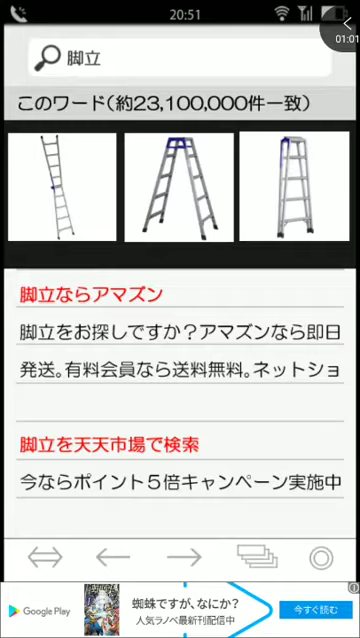 20:51
01:01
脚立
このワード(約23,100,000件一致)
脚立ならアマズン
脚立をお探しですか？アマズンなら即日
発送。有料会員なら送料無料。ネットショ
脚立を天天市場で検索
今ならポイント５倍キャンペーン実施中
Google Play
蜘蛛ですが、なにか？
人気ラノベ最新刊配信中
今すぐ読む